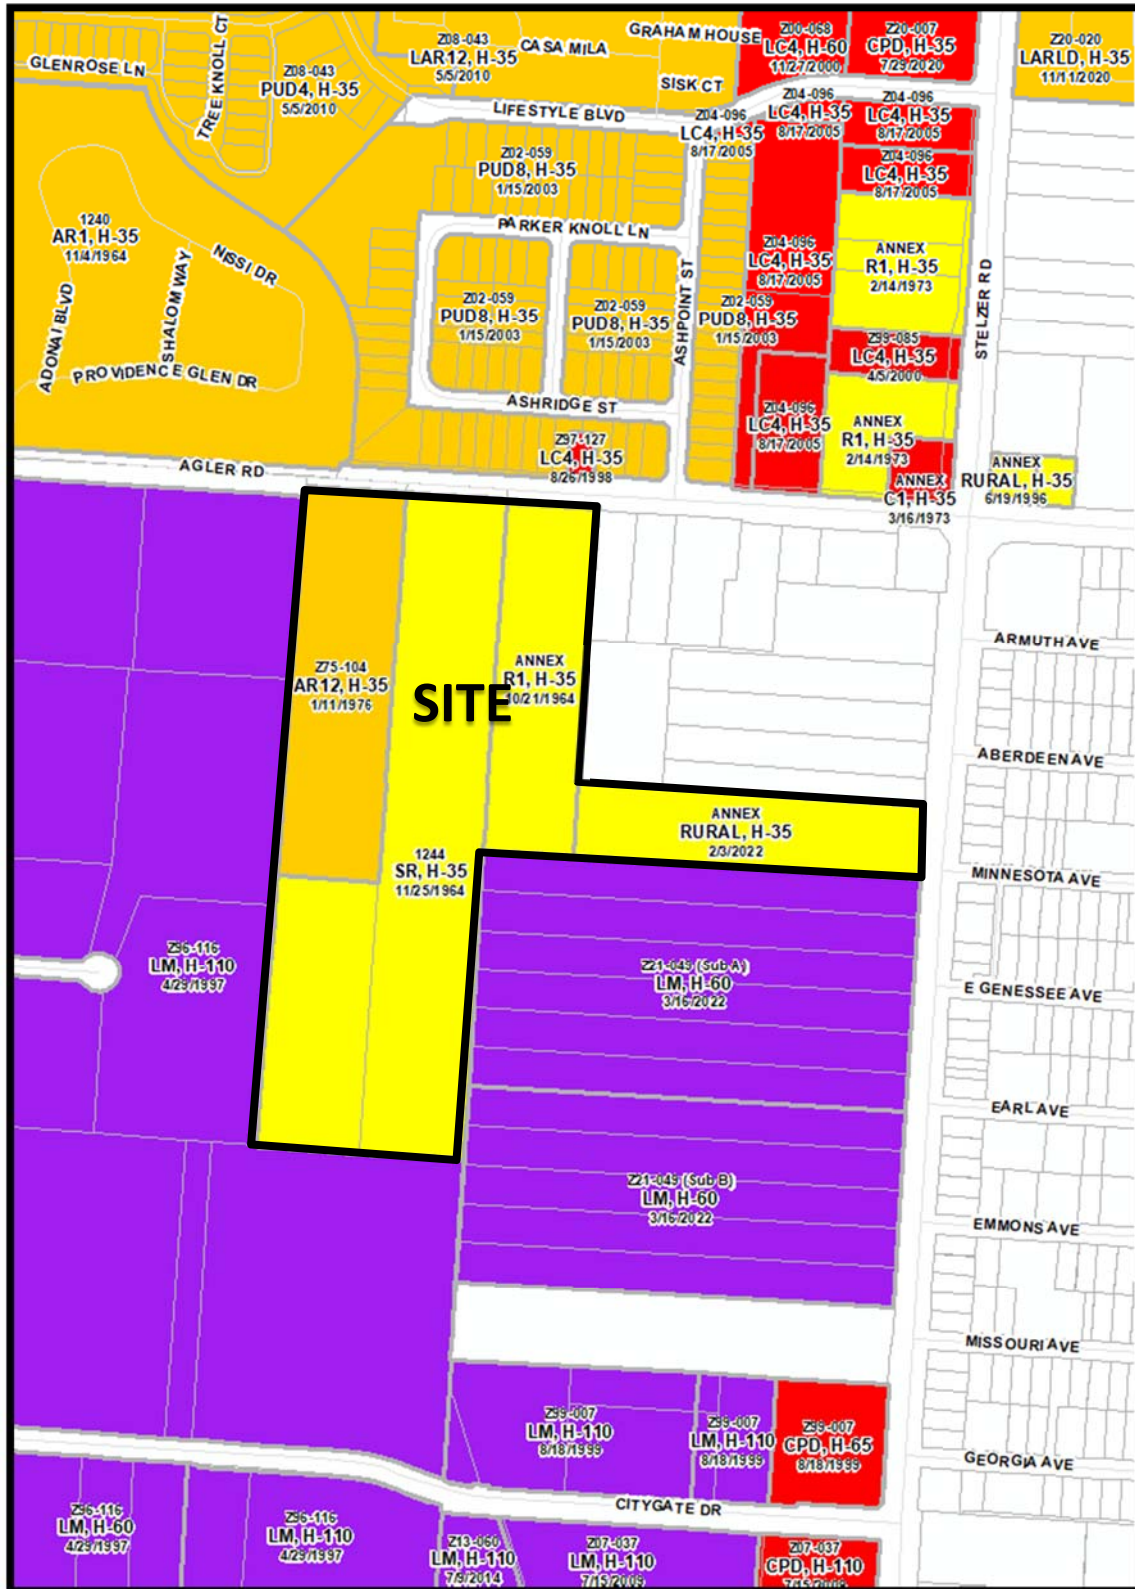 GRAHAM HOUSE
Z00-068
LC4, H-60
11/27/2000
Z20-007
CPD, H-35
7/29/2020
Z20-020
LARLD, H-35
11/11/2020
Z08-043
LAR12, H-35
5/5/2010
CASA MILA
GLENROSE LN
TREE KNOLL CT
Z08-043
PUD4, H-35
5/5/2010
SISK CT
LIFESTYLE BLVD
Z04-096
LC4, H-35
8/17/2005
Z04-096
LC4, H-35
8/17/2005
Z04-096
LC4, H-35
8/17/2005
Z04-096
LC4, H-35
8/17/2005
Z02-059
PUD8, H-35
1/15/2003
PARKER KNOLL LN
1240
AR1, H-35
11/4/1964
NISSI DR
SHALOM WAY
ADONAI BLVD
PROVIDENCE GLEN DR
Z02-059
PUD8, H-35
1/15/2003
Z02-059
PUD8, H-35
1/15/2003
ASHPOINT ST
Z02-059
PUD8, H-35
1/15/2003
Z04-096
LC4, H-35
8/17/2005
ANNEX
R1, H-35
2/14/1973
STELZER RD
Z99-085
LC4, H-35
4/5/2000
ASHRIDGE ST
Z04-096
LC4, H-35
8/17/2005
ANNEX
R1, H-35
2/14/1973
Z97-127
LC4, H-35
8/26/1998
AGLER RD
ANNEX
C1, H-35
3/16/1973
ANNEX
RURAL, H-35
6/19/1996
ARMUTH AVE
Z75-104
AR12, H-35
1/11/1976
SITE
ANNEX
R1, H-35
10/21/1964
ABERDEEN AVE
ANNEX
RURAL, H-35
2/3/2022
1244
SR, H-35
11/25/1964
MINNESOTA AVE
Z96-116
LM, H-110
4/29/1997
Z21-049 (Sub A)
LM, H-60
3/16/2022
E GENESSEE AVE
EARL AVE
Z21-049 (Sub B)
LM, H-60
3/16/2022
EMMONS AVE
MISSOURI AVE
Z99-007
LM, H-110
8/18/1999
Z99-007
LM, H-110
8/18/1999
Z99-007
CPD, H-65
8/18/1999
GEORGIA AVE
CITYGATE DR
Z96-116
LM, H-60
4/29/1997
Z96-116
LM, H-110
4/29/1997
Z13-060
LM, H-110
7/9/2014
Z07-037
LM, H-110
7/15/2009
Z07-037
CPD, H-110
7/15/2009